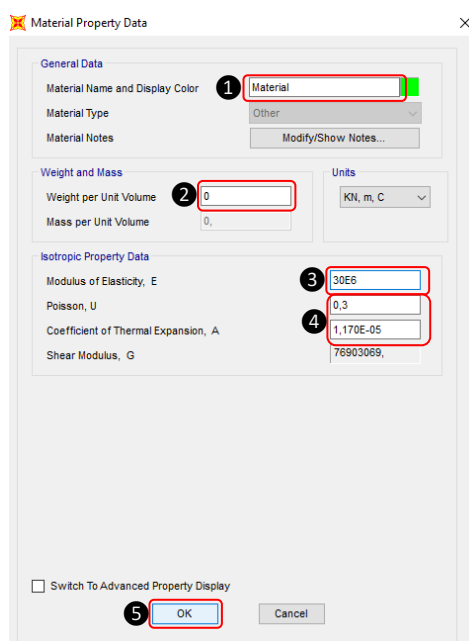 Material Property Data
General Data
Material Name and Display Color 1 Material
Material Type Other
Material Notes Modify/Show Notes...
Weight and Mass Units
Weight per Unit Volume 2 0 KN, m, C
Mass per Unit Volume 0,
Isotropic Property Data
Modulus of Elasticity, E 3 30E6
Poisson, U 0,3
4
Coefficient of Thermal Expansion, A 1,170E-05
Shear Modulus, G 76903069,
Switch To Advanced Property Display
5 OK Cancel